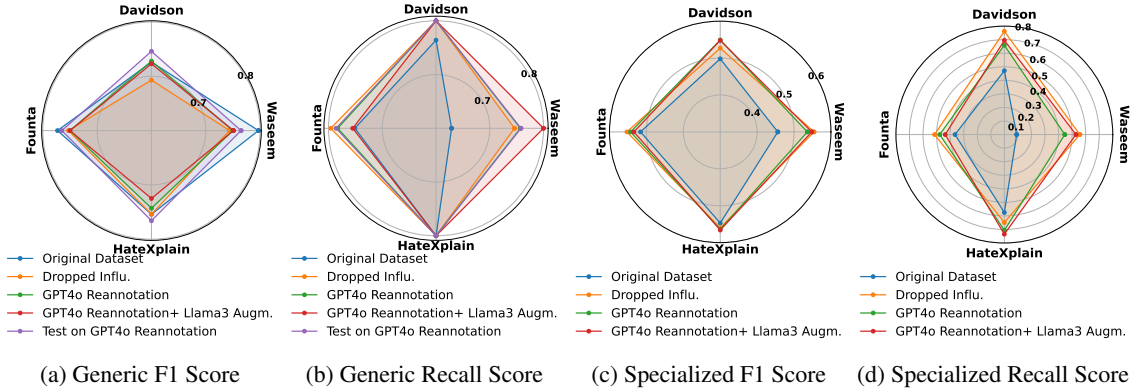 Davidson
Founta
Waseem
HateXplain
0.7
0.8
Original Dataset
Dropped Influ.
GPT4o Reannotation
GPT4o Reannotation+ Llama3 Augm.
Test on GPT4o Reannotation
(a) Generic F1 Score
Davidson
Founta
Waseem
HateXplain
0.7
0.8
Original Dataset
Dropped Influ.
GPT4o Reannotation
GPT4o Reannotation+ Llama3 Augm.
Test on GPT4o Reannotation
(b) Generic Recall Score
Davidson
Founta
Waseem
HateXplain
0.4
0.5
0.6
Original Dataset
Dropped Influ.
GPT4o Reannotation
GPT4o Reannotation+ Llama3 Augm.
(c) Specialized F1 Score
Davidson
Founta
Waseem
HateXplain
0.1
0.2
0.3
0.4
0.5
0.6
0.7
0.8
Original Dataset
Dropped Influ.
GPT4o Reannotation
GPT4o Reannotation+ Llama3 Augm.
(d) Specialized Recall Score